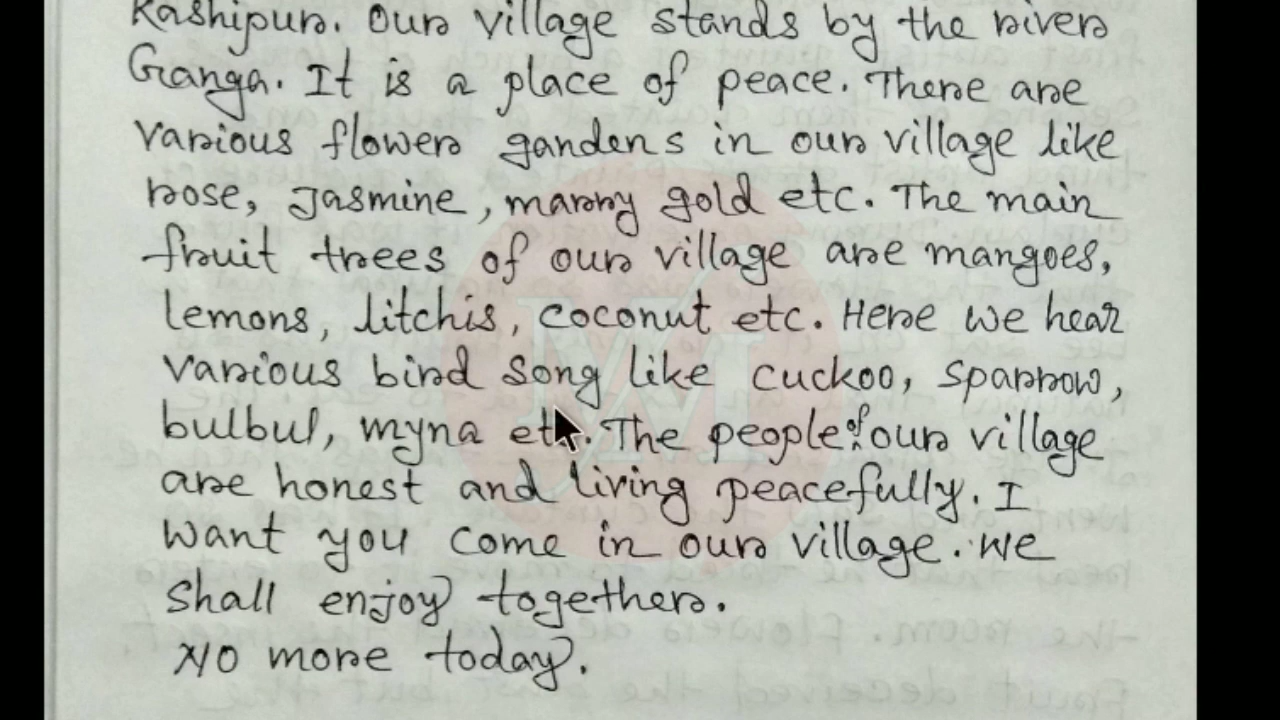 Kashipur. Our village stands by the river
Ganga. It is a place of peace. There are
various flower gardens in our village like
rose, Jasmine, marry gold etc. The main
fruit trees of our village are mangoes,
lemons, litchis, coconut etc. Here we hear
various bird song like cuckoo, sparrow,
bulbul, myna etc. The people of our village
are honest and living peacefully. I
want you come in our village. We
shall enjoy together.
No more today.